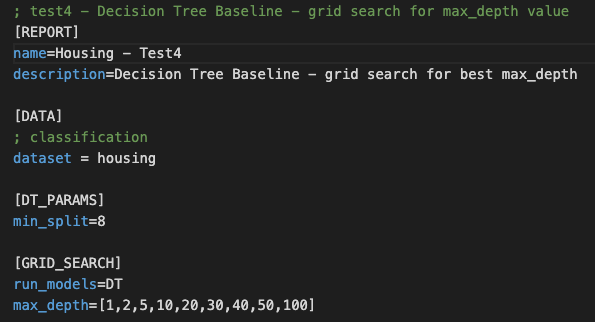 ; test4 - Decision Tree Baseline - grid search for max_depth value
[REPORT]
name=Housing - Test4
description=Decision Tree Baseline - grid search for best max_depth
[DATA]
; classification
dataset = housing
[DT_PARAMS]
min_split=8
[GRID_SEARCH]
run_models=DT
max_depth=[1,2,5,10,20,30,40,50,100]